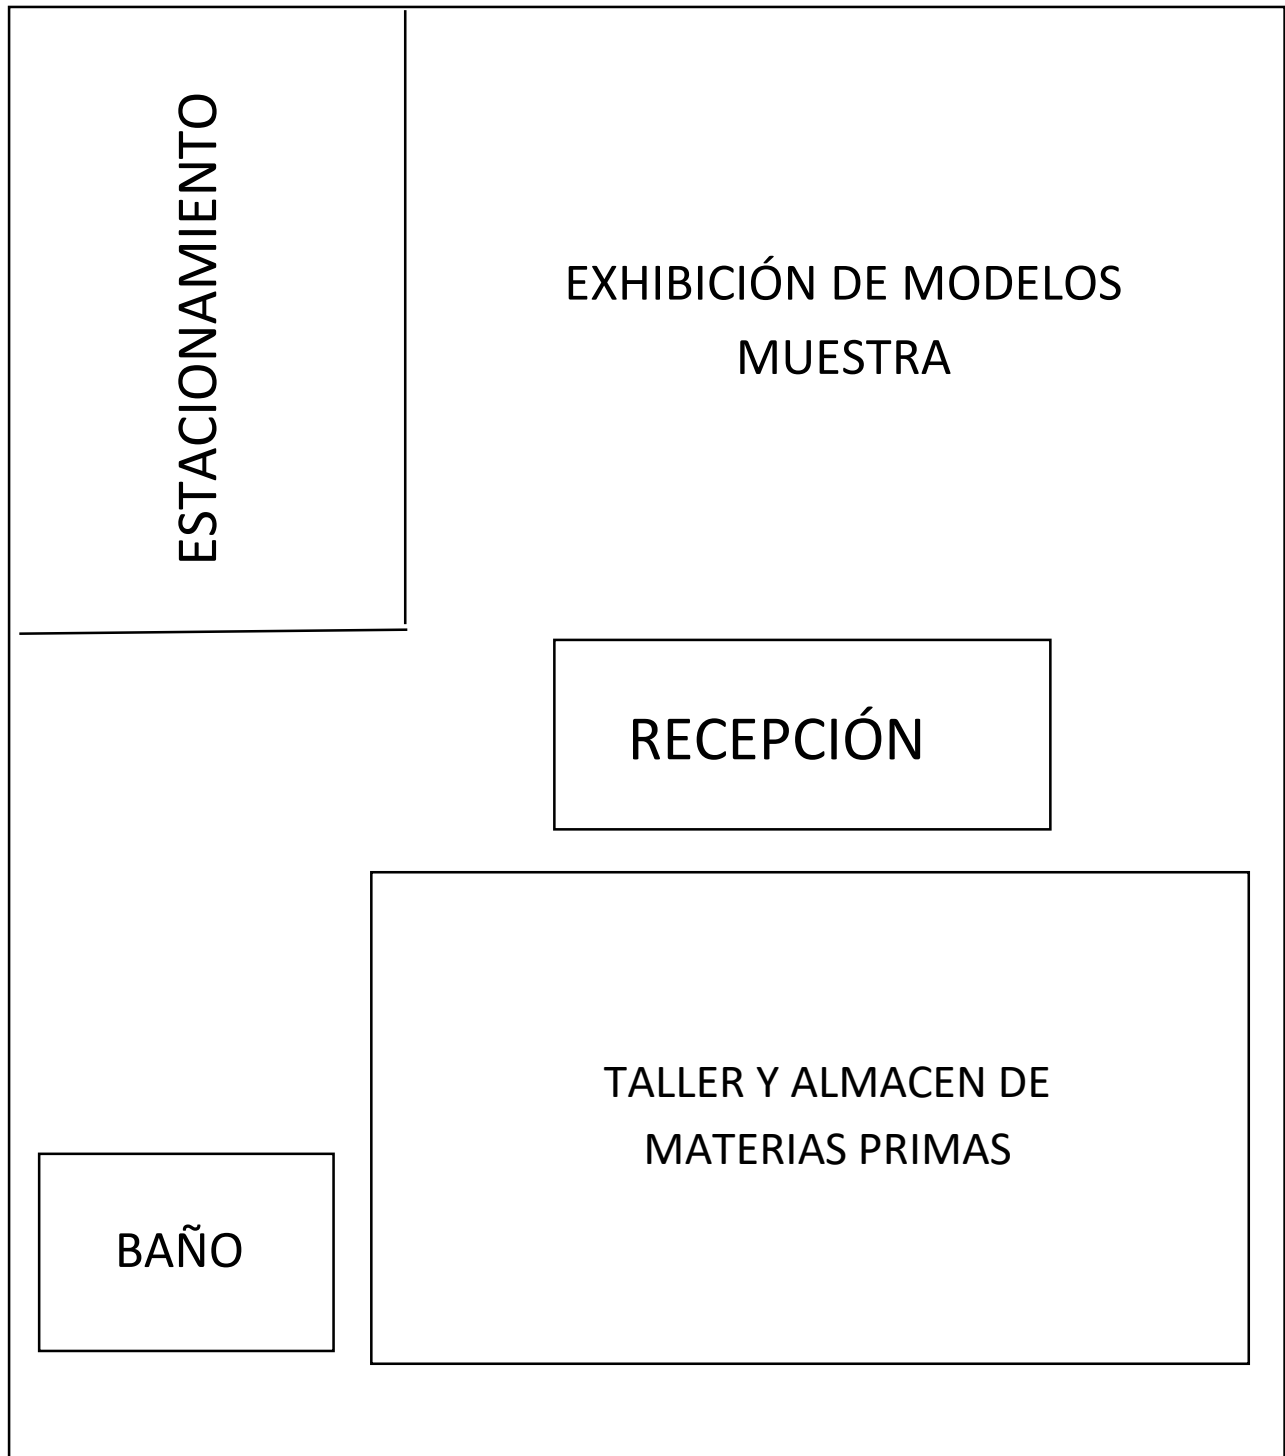 ESTACIONAMIENTO
EXHIBICIÓN DE MODELOS
MUESTRA
RECEPCIÓN
TALLER Y ALMACEN DE
MATERIAS PRIMAS
BAÑO